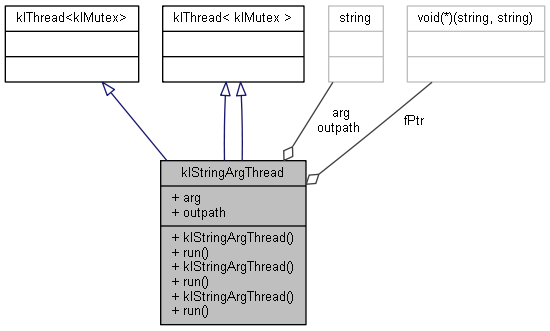 klThread<klMutex>
klThread< klMutex >
string
void(*)(string, string)
arg
outpath
fPtr
klStringArgThread
+ arg
+ outpath
+ klStringArgThread()
+ run()
+ klStringArgThread()
+ run()
+ klStringArgThread()
+ run()